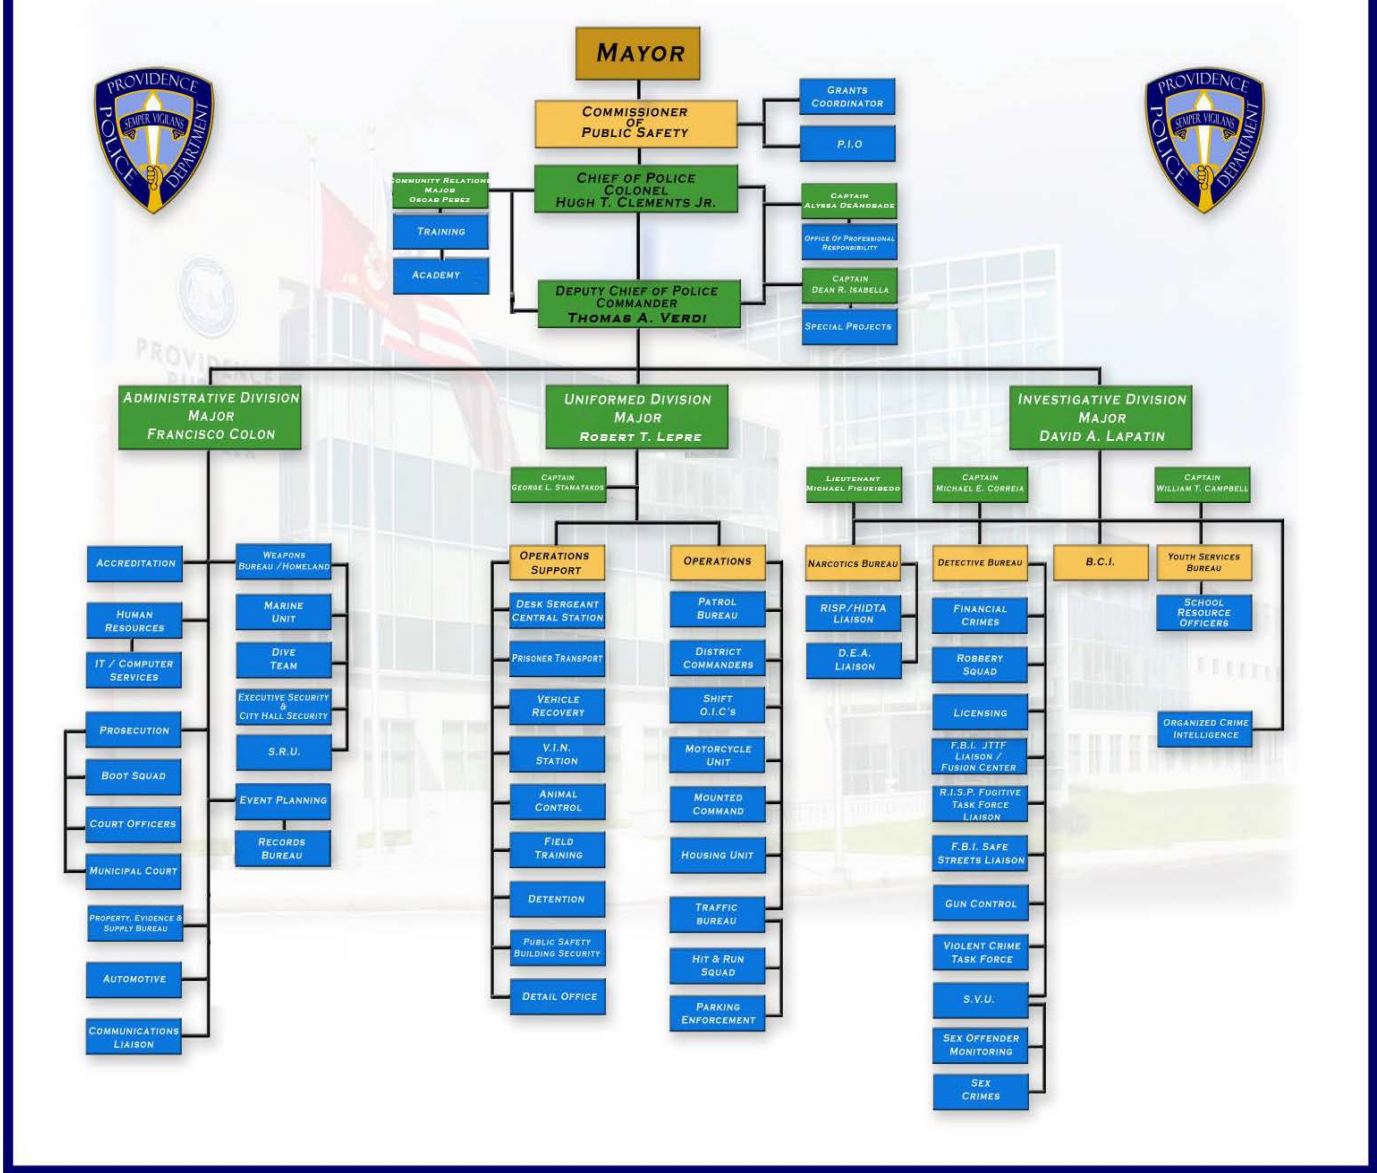 MAYOR
PROVIDENCE
POLICE
DEPARTMENT
SEMPER VIGILANS
PROVIDENCE
POLICE
DEPARTMENT
SEMPER VIGILANS
COMMISSIONER
OF
PUBLIC SAFETY
GRANTS
COORDINATOR
P.I.O
CHIEF OF POLICE
COLONEL
HUGH T. CLEMENTS JR.
COMMUNITY RELATIONS
MAJOR
OSCAR PEREZ
TRAINING
ACADEMY
CAPTAIN
ALYSSA DEANDRADE
OFFICE OF PROFESSIONAL
RESPONSIBILITY
CAPTAIN
DEAN R. ISABELLA
SPECIAL PROJECTS
DEPUTY CHIEF OF POLICE
COMMANDER
THOMAS A. VERDI
PROVIDENCE
ADMINISTRATIVE DIVISION
MAJOR
FRANCISCO COLON
UNIFORMED DIVISION
MAJOR
ROBERT T. LEPRE
INVESTIGATIVE DIVISION
MAJOR
DAVID A. LAPATIN
CAPTAIN
GEORGE L. STAMATAKOS
LIEUTENANT
MICHAEL FIGUEIREDO
CAPTAIN
MICHAEL E. CORREIA
CAPTAIN
WILLIAM T. CAMPBELL
ACCREDITATION
HUMAN
RESOURCES
IT / COMPUTER
SERVICES
PROSECUTION
BOOT SQUAD
COURT OFFICERS
MUNICIPAL COURT
PROPERTY, EVIDENCE &
SUPPLY BUREAU
AUTOMOTIVE
COMMUNICATIONS
LIAISON
WEAPONS
BUREAU / HOMELAND
MARINE
UNIT
DIVE
TEAM
EXECUTIVE SECURITY
&
CITY HALL SECURITY
S.R.U.
EVENT PLANNING
RECORDS
BUREAU
OPERATIONS
SUPPORT
DESK SERGEANT
CENTRAL STATION
PRISONER TRANSPORT
VEHICLE
RECOVERY
V.I.N.
STATION
ANIMAL
CONTROL
FIELD
TRAINING
DETENTION
PUBLIC SAFETY
BUILDING SECURITY
DETAIL OFFICE
OPERATIONS
PATROL
BUREAU
DISTRICT
COMMANDERS
SHIFT
O.I.C'S
MOTORCYCLE
UNIT
MOUNTED
COMMAND
HOUSING UNIT
TRAFFIC
BUREAU
HIT & RUN
SQUAD
PARKING
ENFORCEMENT
NARCOTICS BUREAU
RISP/HIDTA
LIAISON
D.E.A.
LIAISON
DETECTIVE BUREAU
FINANCIAL
CRIMES
ROBBERY
SQUAD
LICENSING
F.B.I. JTTF
LIAISON /
FUSION CENTER
R.I.S.P. FUGITIVE
TASK FORCE
LIAISON
F.B.I. SAFE
STREETS LIAISON
GUN CONTROL
VIOLENT CRIME
TASK FORCE
S.V.U.
SEX OFFENDER
MONITORING
SEX
CRIMES
B.C.I.
YOUTH SERVICES
BUREAU
SCHOOL
RESOURCE
OFFICERS
ORGANIZED CRIME
INTELLIGENCE